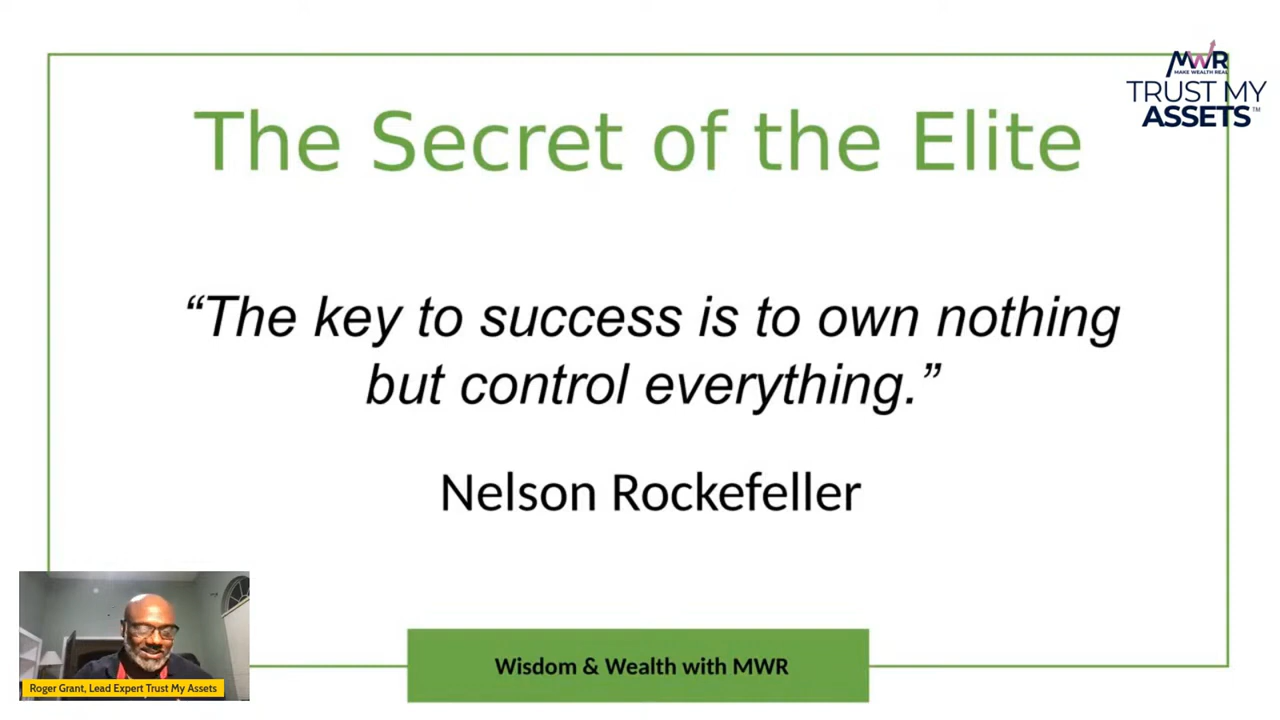 MWR
MAKE WEALTH REAL
TRUST MY
ASSETS™
The Secret of the Elite
“The key to success is to own nothing
but control everything.”
Nelson Rockefeller
Roger Grant, Lead Expert Trust My Assets
Wisdom & Wealth with MWR